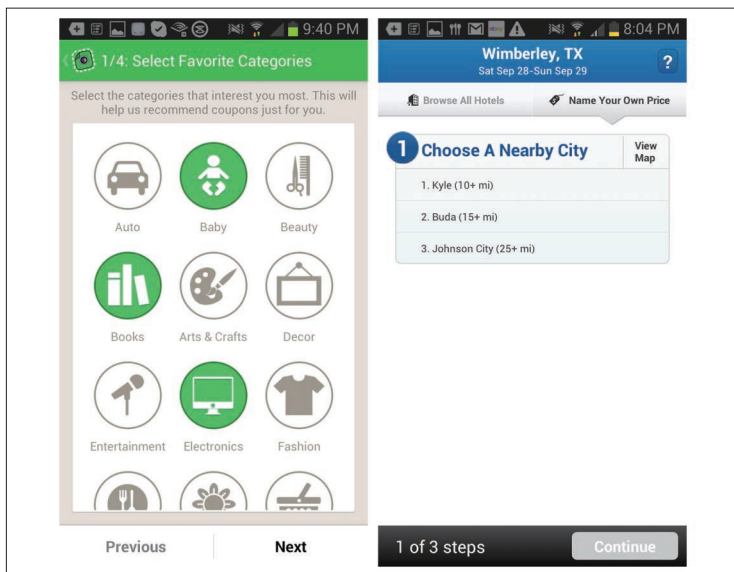 9:40 PM
1/4: Select Favorite Categories
Select the categories that interest you most. This will
help us recommend coupons just for you.
Auto
Baby
Beauty
Books
Arts & Crafts
Decor
Entertainment
Electronics
Fashion
Previous
Next
8:04 PM
Wimberley, TX
Sat Sep 28-Sun Sep 29
?
Browse All Hotels
Name Your Own Price
1 Choose A Nearby City
View
Map
1. Kyle (10+ mi)
2. Buda (15+ mi)
3. Johnson City (25+ mi)
1 of 3 steps
Continue